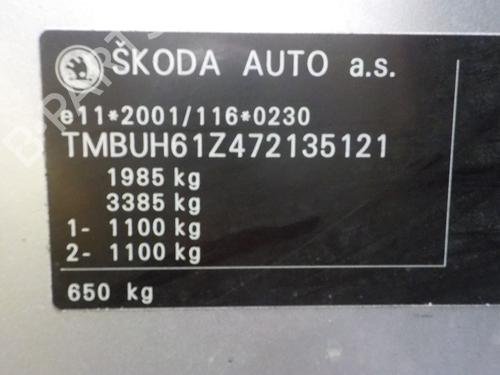 ŠKODA AUTO a.s.
e11*2001/116*0230
TMBUH61Z472135121
1985 kg
3385 kg
1- 1100 kg
2- 1100 kg
650 kg
B-PARTS